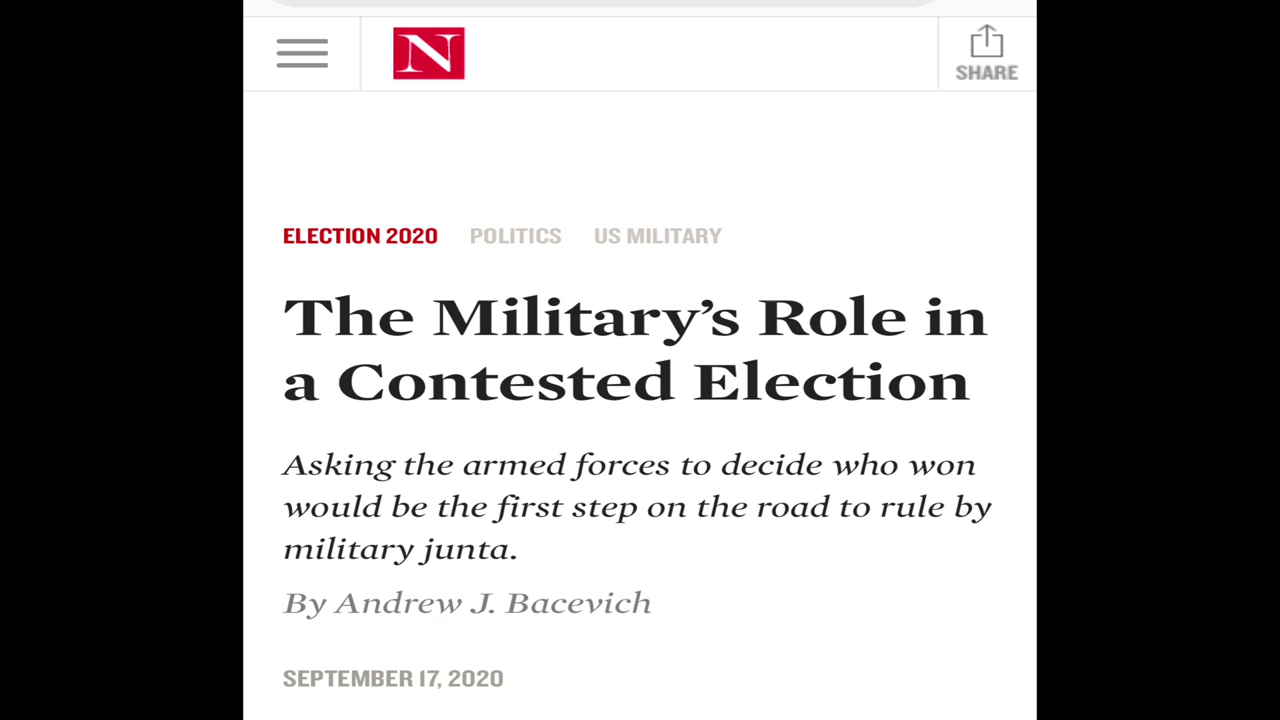 N
SHARE
ELECTION 2020 POLITICS US MILITARY
The Military’s Role in
a Contested Election
Asking the armed forces to decide who won
would be the first step on the road to rule by
military junta.
By Andrew J. Bacevich
SEPTEMBER 17, 2020